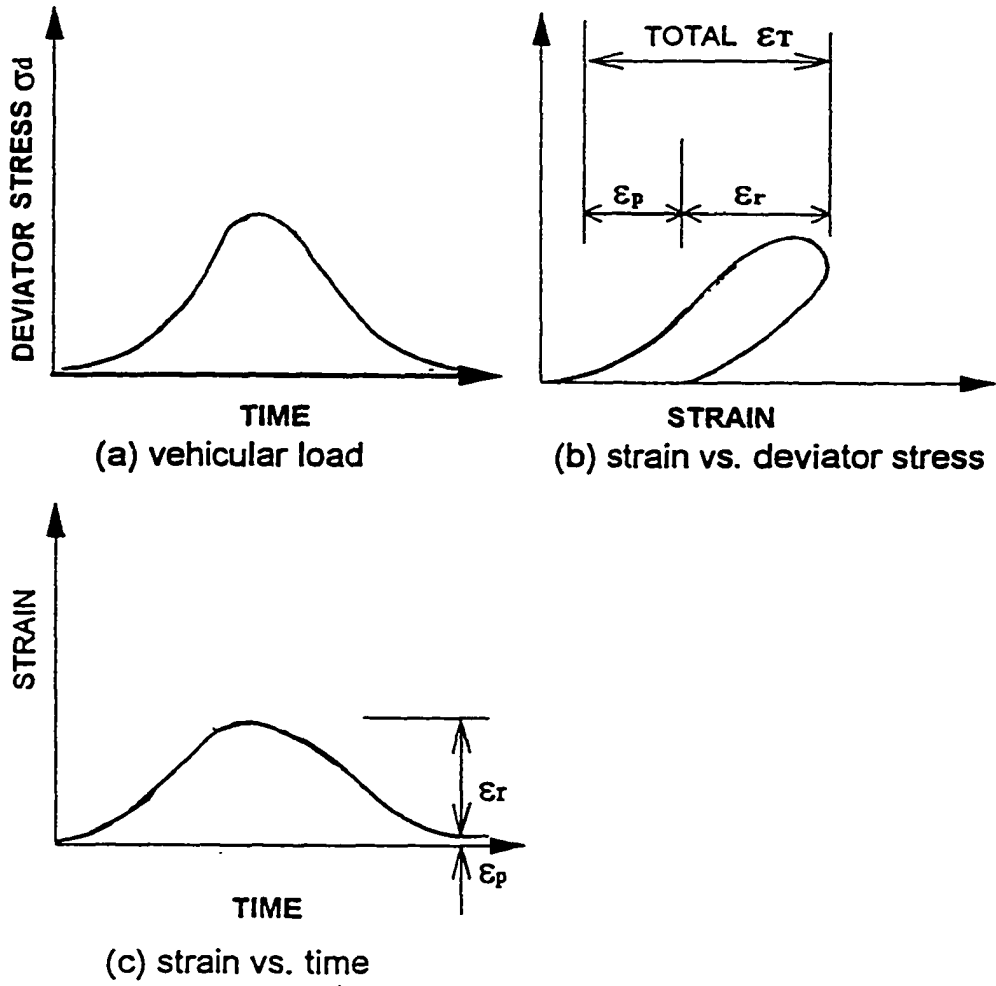 DEVIATOR STRESS σd
TIME
(a) vehicular load
TOTAL εT
εp
εr
STRAIN
(b) strain vs. deviator stress
STRAIN
εr
εp
TIME
(c) strain vs. time